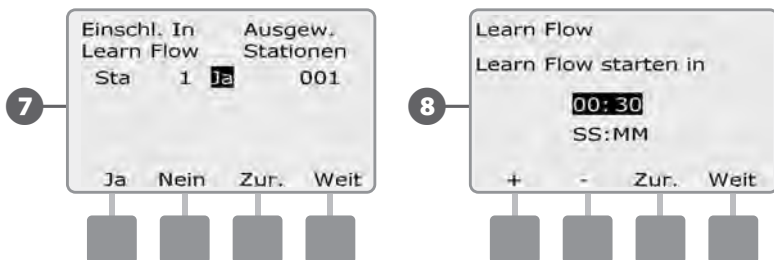 7
Einschl. In Ausgew.
Learn Flow Stationen
Sta 1 Ja 001
Ja Nein Zur. Weit
8
Learn Flow
Learn Flow starten in
00:30
SS:MM
+ - Zur. Weit